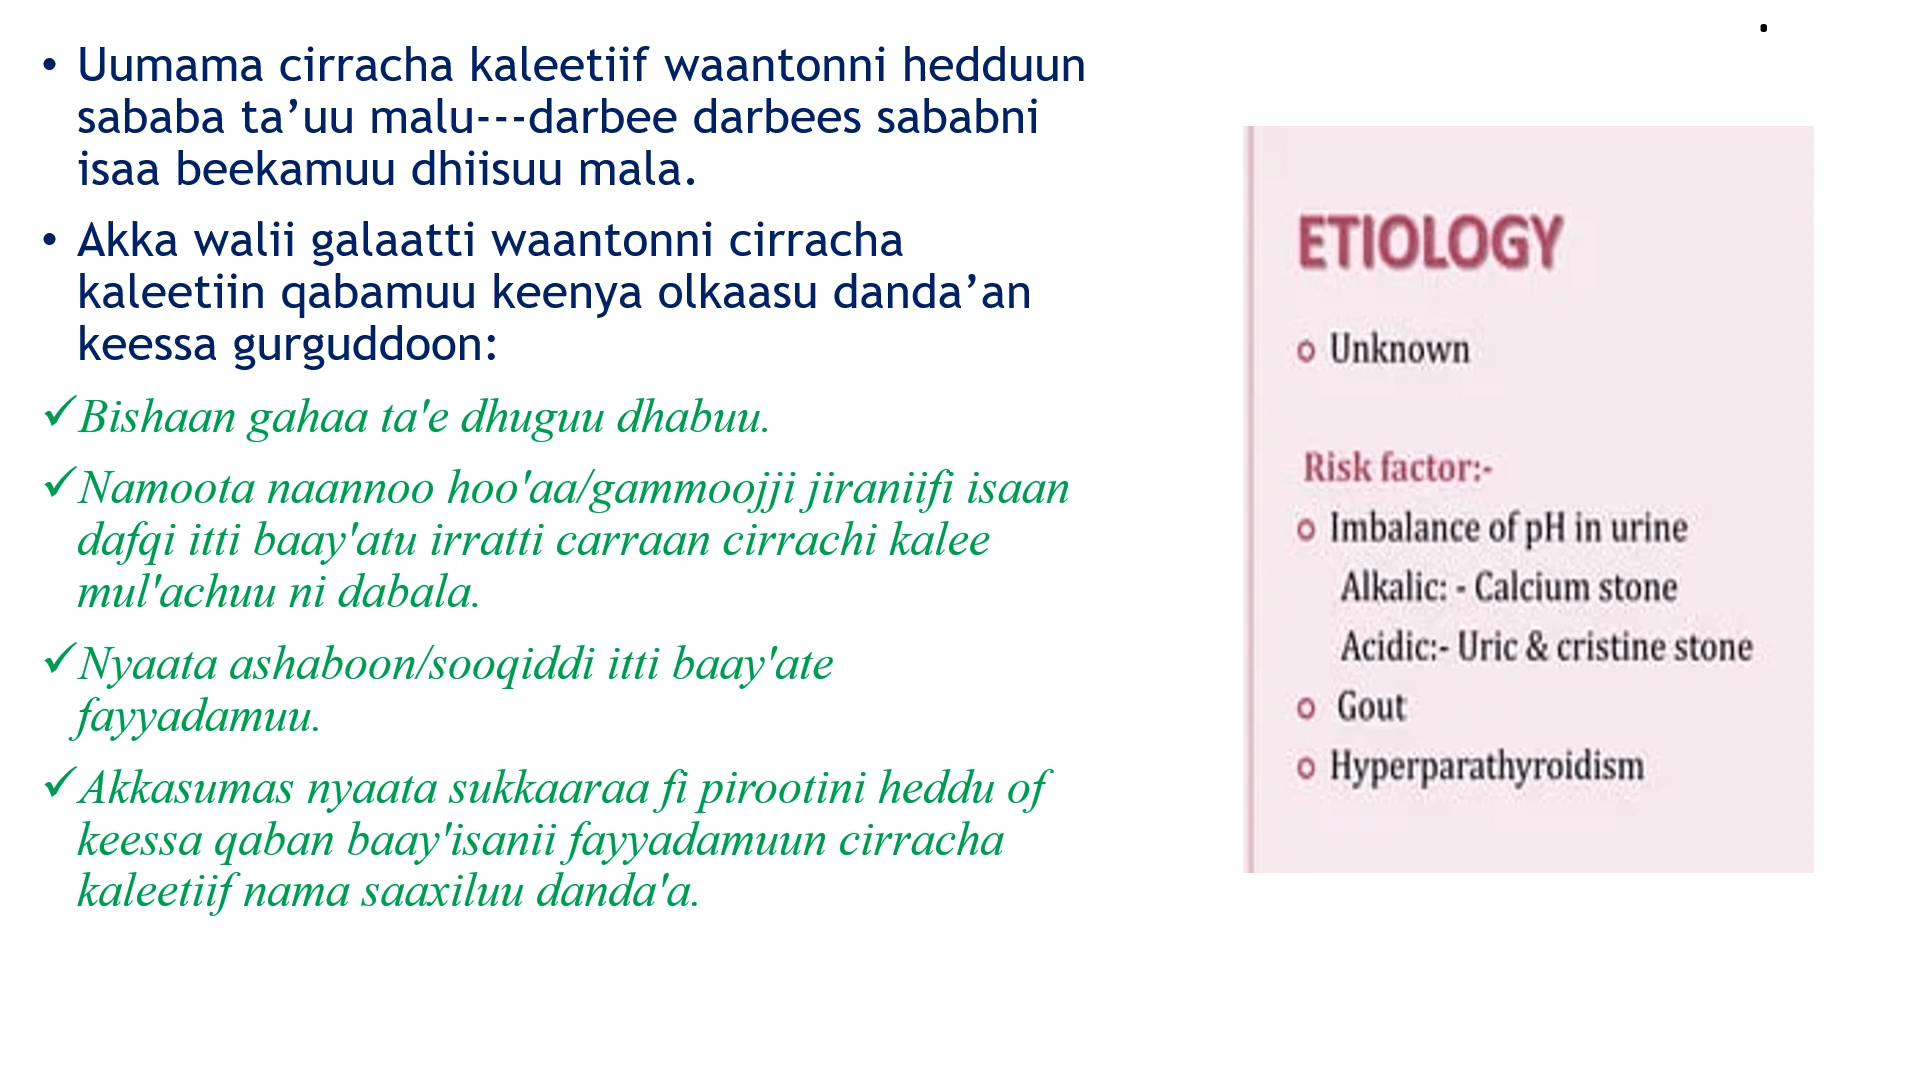 • Uumama cirracha kaleetiif waantonni hedduun
sababa ta’uu malu---darbee darbees sababni
isaa beekamuu dhiisuu mala.
• Akka walii galaatti waantonni cirracha
kaleetiin qabamuu keenya olkaasu danda’an
keessa gurguddoon:
✓Bishaan gahaa ta'e dhuguu dhabuu.
✓Namoota naannoo hoo'aa/gammoojji jiraniifi isaan
dafqi itti baay'atu irratti carraan cirrachi kalee
mul'achuu ni dabala.
✓Nyaata ashaboon/sooqiddi itti baay'ate
fayyadamuu.
✓Akkasumas nyaata sukkaaraa fi pirootini heddu of
keessa qaban baay'isanii fayyadamuun cirracha
kaleetiif nama saaxiluu danda'a.
.
ETIOLOGY
o Unknown
Risk factor:-
o Imbalance of pH in urine
Alkalic: - Calcium stone
Acidic:- Uric & cristine stone
o Gout
o Hyperparathyroidism